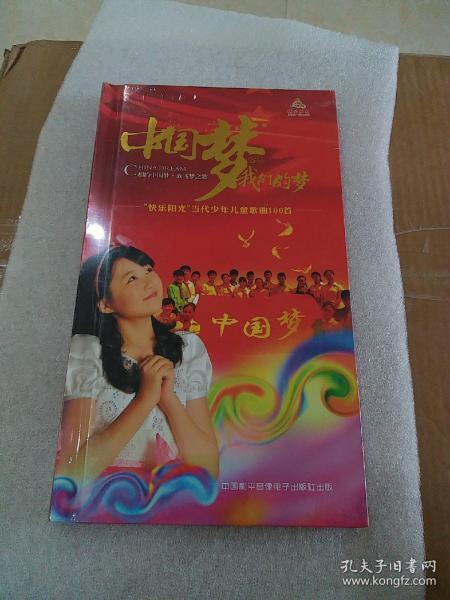 中国梦
CHINA DREAM
我们的梦
“快乐阳光”当代少年儿童歌曲100首
中国梦
中国和平音像电子出版社出版
孔夫子旧书网
www.kongfz.com